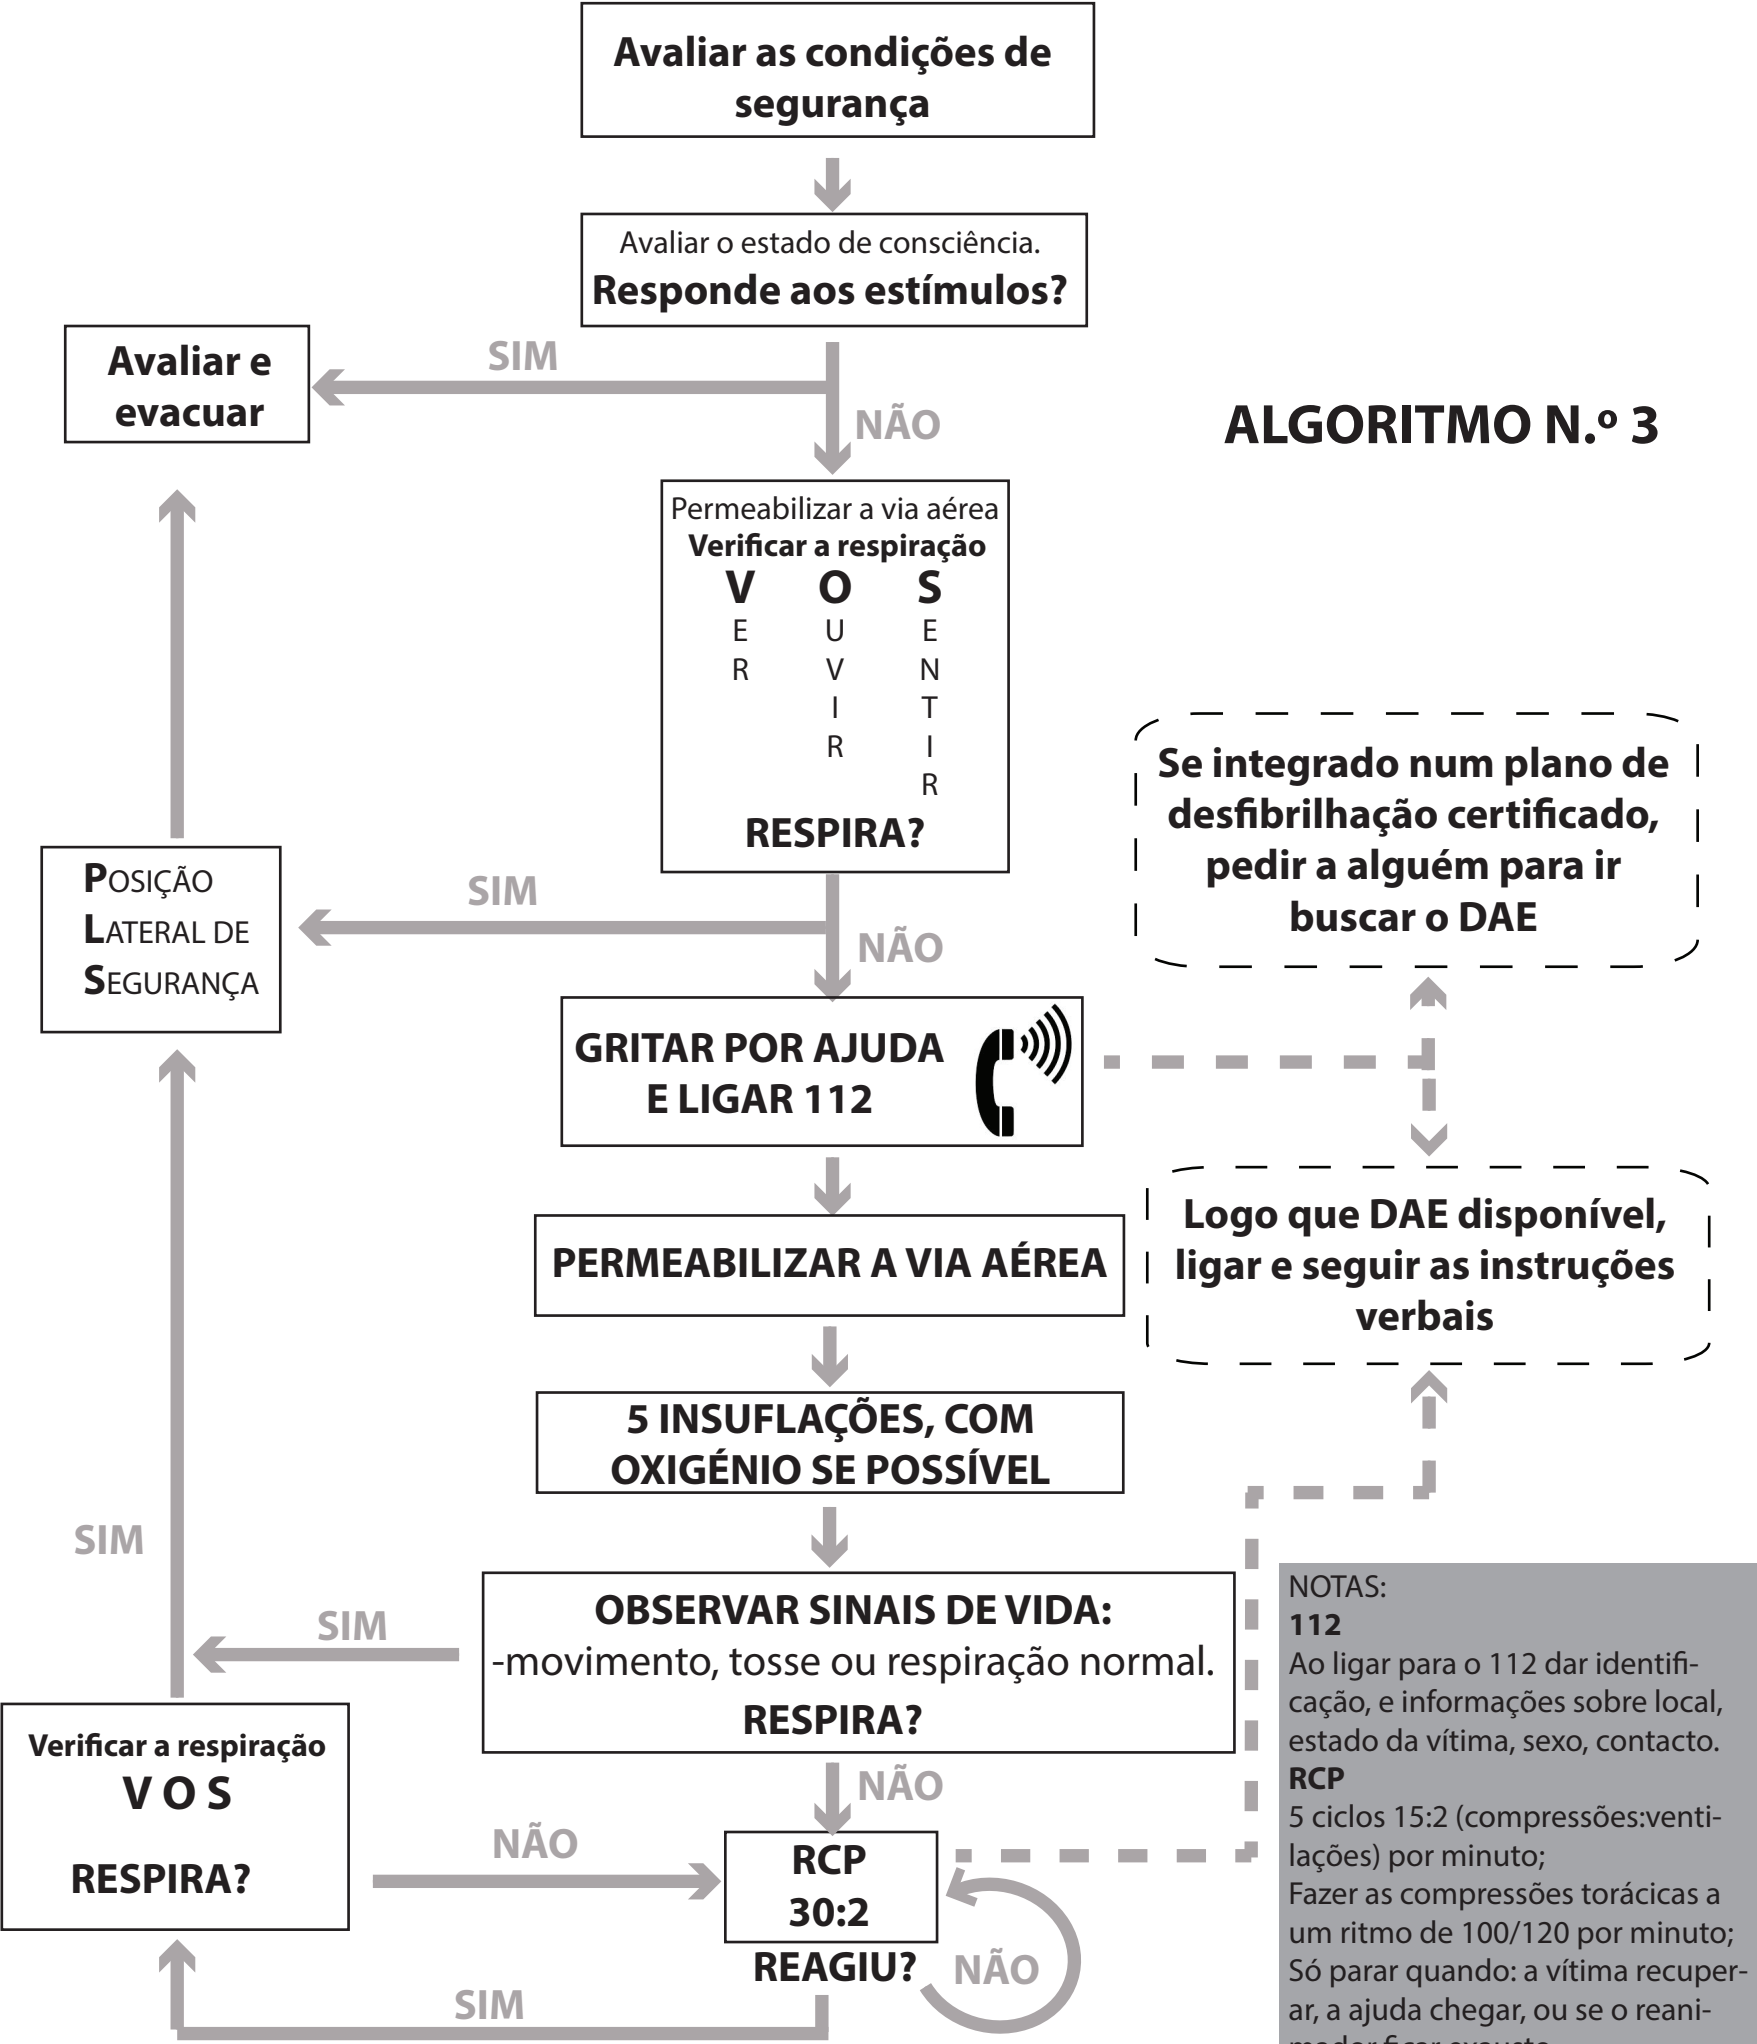 Avaliar as condições de
segurança
Avaliar o estado de consciência.
Responde aos estímulos?
SIM
Avaliar e
evacuar
NÃO
ALGORITMO N.º 3
Permeabilizar a via aérea
Verificar a respiração
V O S
E U E
R V N
I T
R I
R
RESPIRA?
Se integrado num plano de
desfibrilhação certificado,
pedir a alguém para ir
buscar o DAE
SIM
POSIÇÃO
LATERAL DE
SEGURANÇA
NÃO
GRITAR POR AJUDA
E LIGAR 112
PERMEABILIZAR A VIA AÉREA
Logo que DAE disponível,
ligar e seguir as instruções
verbais
5 INSUFLAÇÕES, COM
OXIGÉNIO SE POSSÍVEL
SIM
OBSERVAR SINAIS DE VIDA:
-movimento, tosse ou respiração normal.
RESPIRA?
SIM
Verificar a respiração
V O S
RESPIRA?
NÃO
NÃO
RCP
30:2
REAGIU?
NÃO
SIM
NOTAS:
112
Ao ligar para o 112 dar identifi-
cação, e informações sobre local,
estado da vítima, sexo, contacto.
RCP
5 ciclos 15:2 (compressões:venti-
lações) por minuto;
Fazer as compressões torácicas a
um ritmo de 100/120 por minuto;
Só parar quando: a vítima recuper-
ar, a ajuda chegar, ou se o reani-